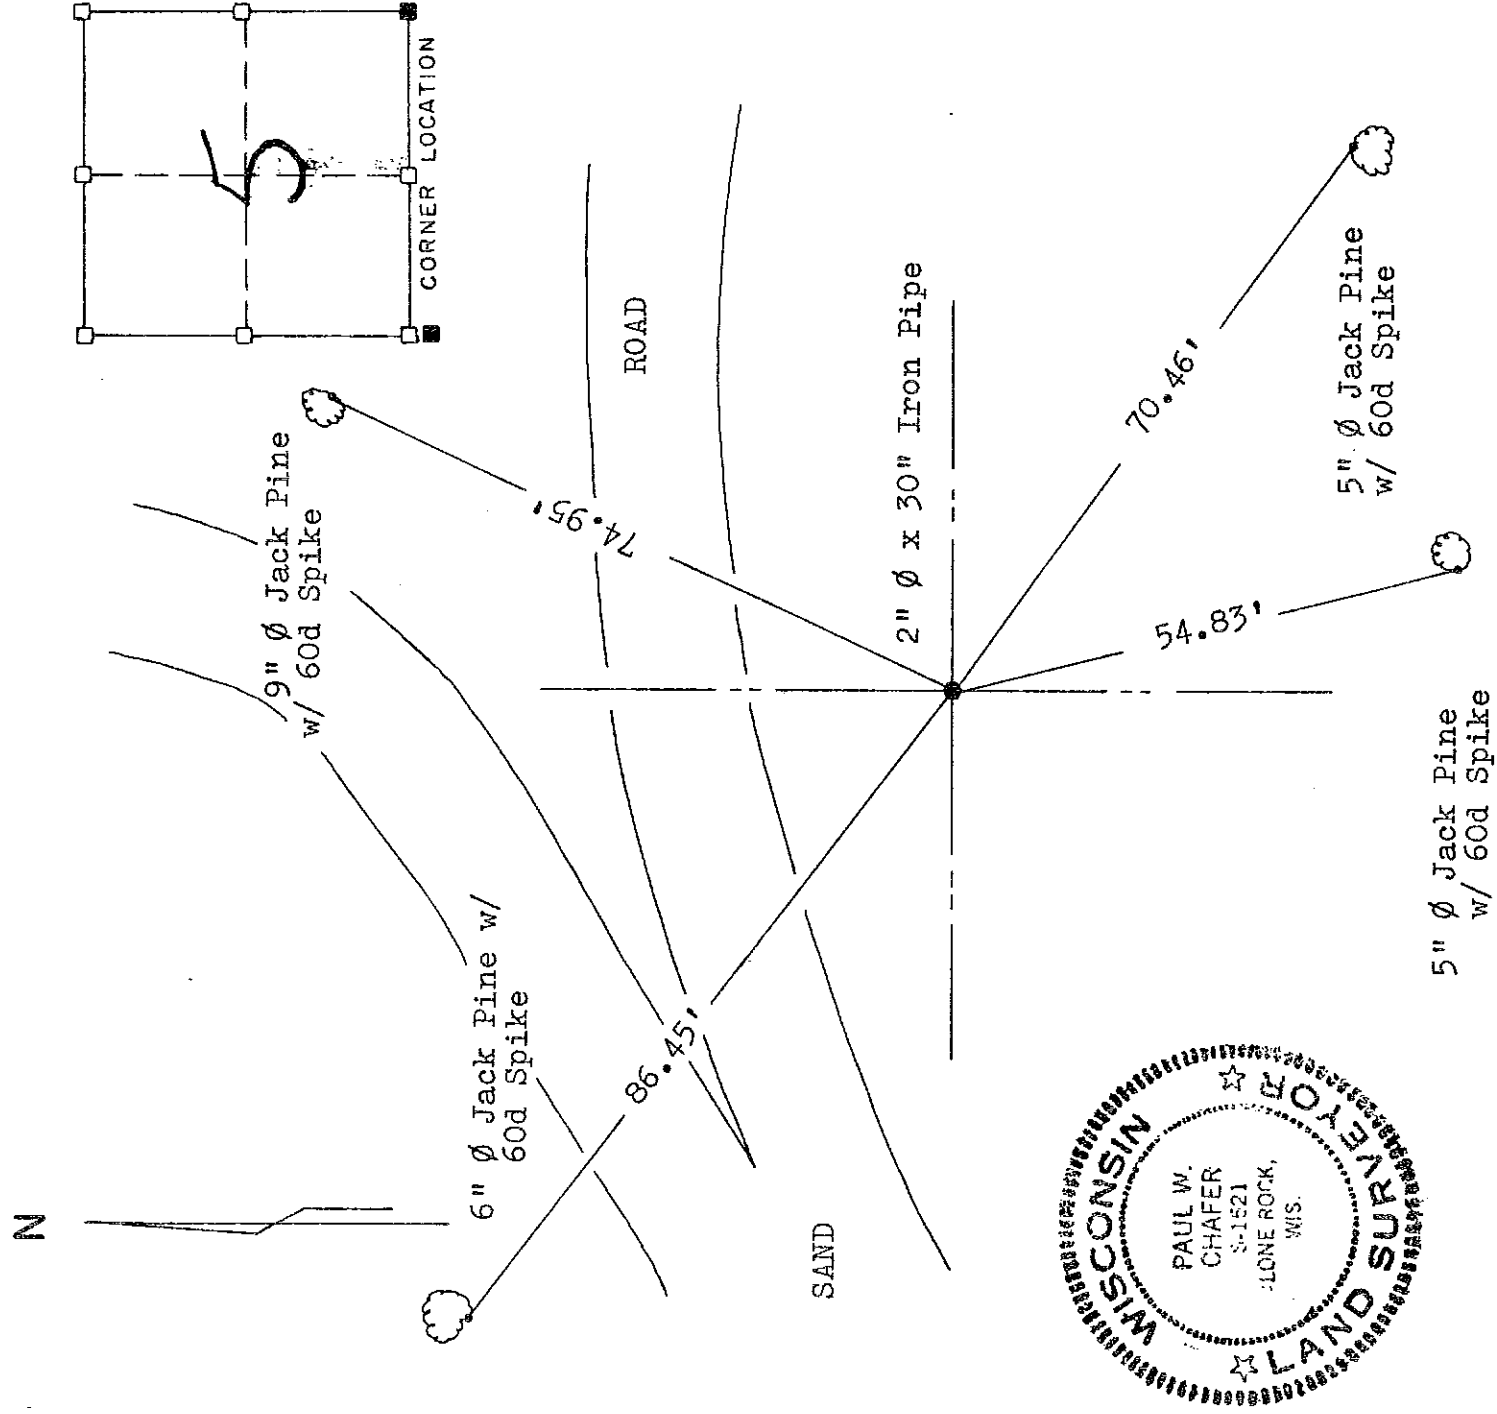 N
5
CORNER LOCATION
9" Ø Jack Pine
w/ 60d Spike
6" Ø Jack Pine w/
60d Spike
ROAD
74.95'
86.45'
SAND
2" Ø x 30" Iron Pipe
70.46'
54.83'
5" Ø Jack Pine
w/ 60d Spike
5" Ø Jack Pine
w/ 60d Spike
WISCONSIN
PAUL W.
CHAFER
S-1521
LONE ROCK,
WIS.
☆ LAND SURVEYOR ☆